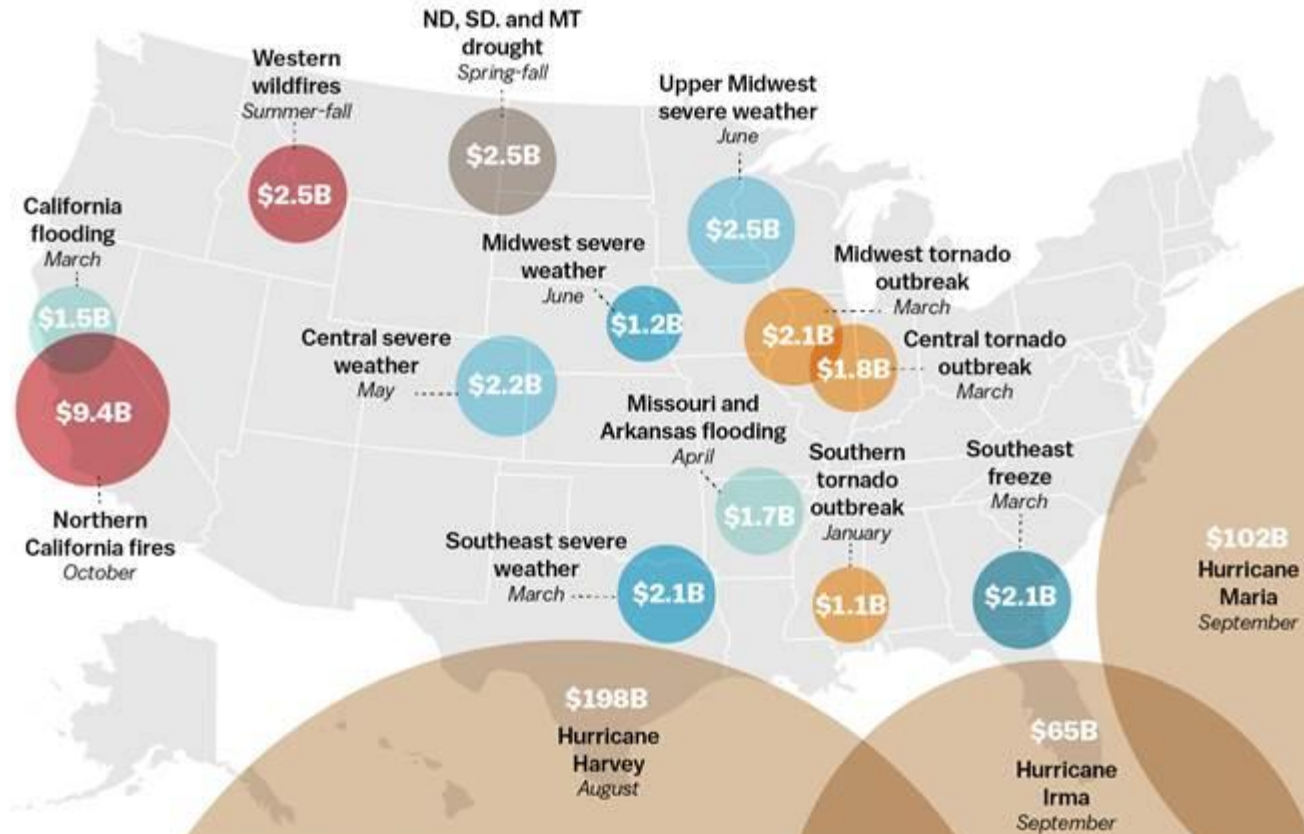 ND, SD. and MT
drought
Spring-fall
$2.5B
Western
wildfires
Summer-fall
$2.5B
Upper Midwest
severe weather
June
$2.5B
California
flooding
March
$1.5B
Midwest severe
weather
June
$1.2B
Midwest tornado
outbreak
March
$2.1B
Central severe
weather
May
$2.2B
Central tornado
outbreak
March
$1.8B
$9.4B
Northern
California fires
October
Missouri and
Arkansas flooding
April
$1.7B
Southern
tornado
outbreak
January
$1.1B
Southeast
freeze
March
$2.1B
Southeast severe
weather
March
$2.1B
$102B
Hurricane
Maria
September
$198B
Hurricane
Harvey
August
$65B
Hurricane
Irma
September